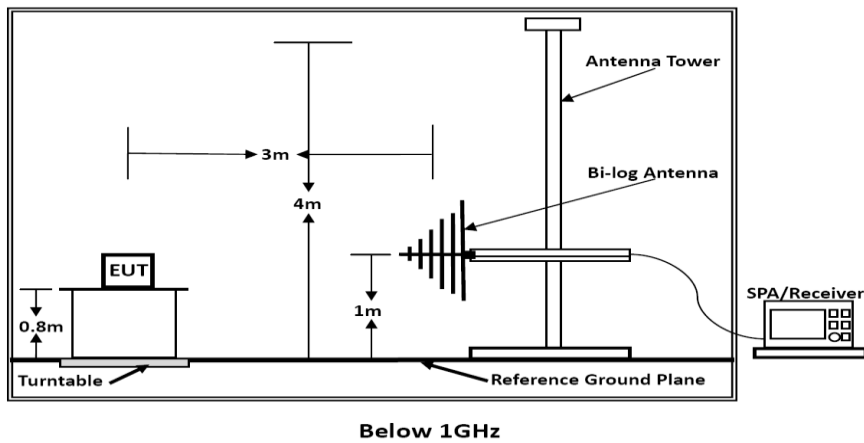 Antenna Tower
3m
Bi-log Antenna
4m
EUT
1m
SPA/Receiver
0.8m
Turntable
Reference Ground Plane
Below 1GHz